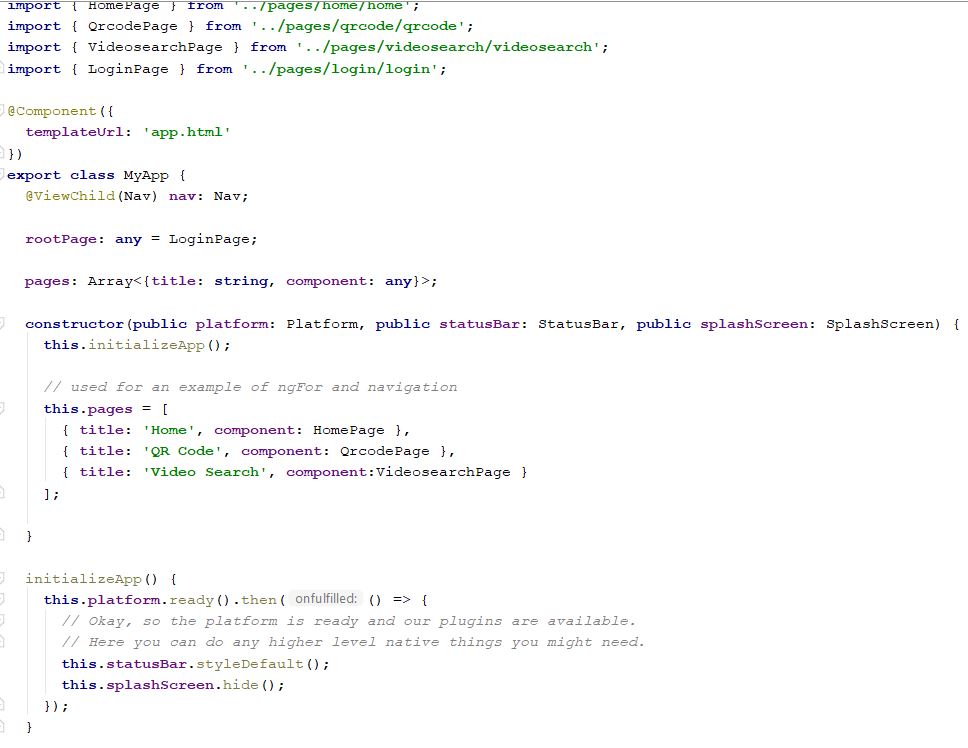 import { HomePage } from '../pages/home/home';
import { QrcodePage } from '../pages/qrcode/qrcode';
import { VideosearchPage } from '../pages/videosearch/videosearch';
import { LoginPage } from '../pages/login/login';

@Component({
  templateUrl: 'app.html'
})
export class MyApp {
  @ViewChild(Nav) nav: Nav;

  rootPage: any = LoginPage;

  pages: Array<{title: string, component: any}>;

  constructor(public platform: Platform, public statusBar: StatusBar, public splashScreen: SplashScreen) {
    this.initializeApp();

    // used for an example of ngFor and navigation
    this.pages = [
      { title: 'Home', component: HomePage },
      { title: 'QR Code', component: QrcodePage },
      { title: 'Video Search', component:VideosearchPage }
    ];

  }

  initializeApp() {
    this.platform.ready().then( onfulfilled: () => {
      // Okay, so the platform is ready and our plugins are available.
      // Here you can do any higher level native things you might need.
      this.statusBar.styleDefault();
      this.splashScreen.hide();
    });
  }